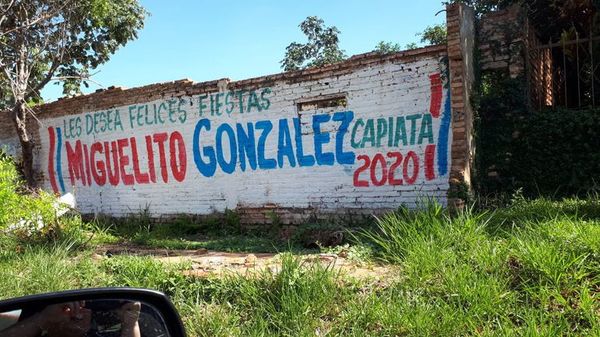 LES DESEA FELICES FIESTAS
MIGUELITO GONZALEZ CAPIATA
2020